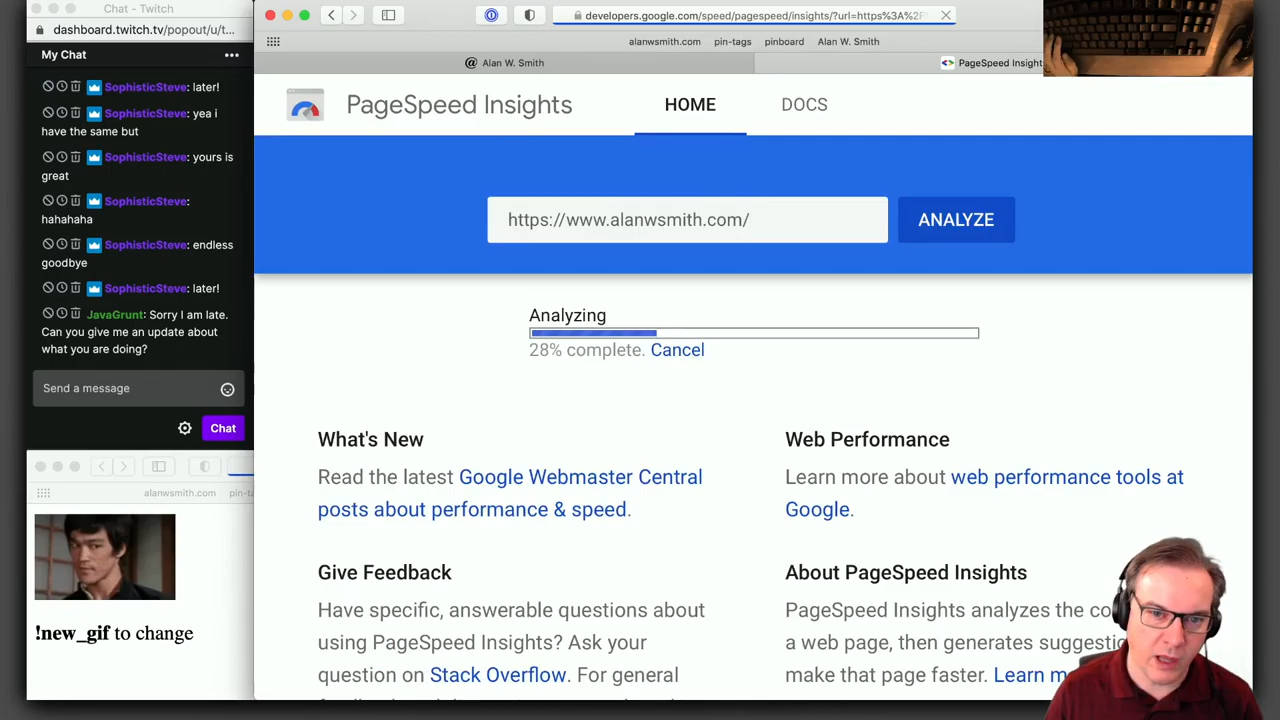 Chat - Twitch
dashboard.twitch.tv/popout/u/t...
My Chat
SophisticSteve: later!
SophisticSteve: yea i
have the same but
SophisticSteve: yours is
great
SophisticSteve:
hahahaha
SophisticSteve: endless
goodbye
SophisticSteve: later!
JavaGrunt: Sorry I am late.
Can you give me an update about
what you are doing?
Send a message
Chat
alanwsmith.com pin-ta
!new_gif to change
developers.google.com/speed/pagespeed/insights/?url=https%3A%2F
alanwsmith.com pin-tags pinboard Alan W. Smith
@ Alan W. Smith
PageSpeed Insight
PageSpeed Insights
HOME
DOCS
https://www.alanwsmith.com/
ANALYZE
Analyzing
28% complete. Cancel
What's New
Read the latest Google Webmaster Central
posts about performance & speed.
Web Performance
Learn more about web performance tools at
Google.
Give Feedback
Have specific, answerable questions about
using PageSpeed Insights? Ask your
question on Stack Overflow. For general
About PageSpeed Insights
PageSpeed Insights analyzes the co
a web page, then generates suggesti
make that page faster. Learn m